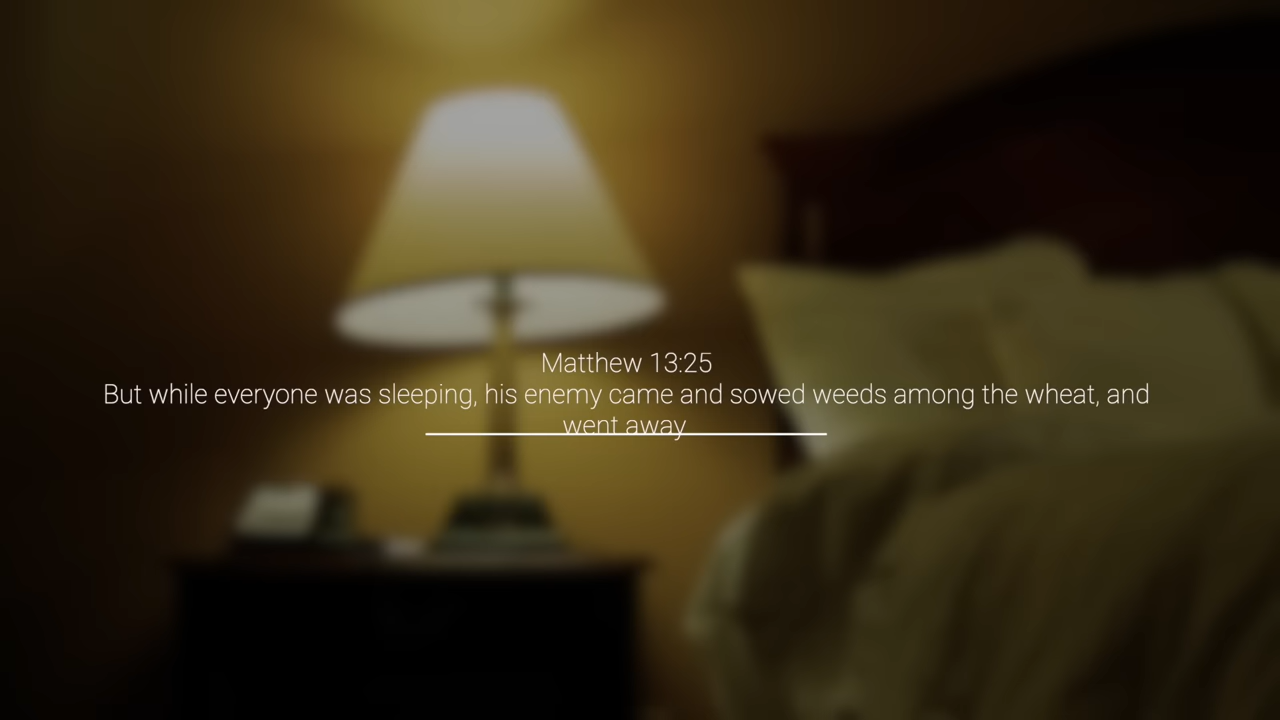 Matthew 13:25
But while everyone was sleeping, his enemy came and sowed weeds among the wheat, and
went away